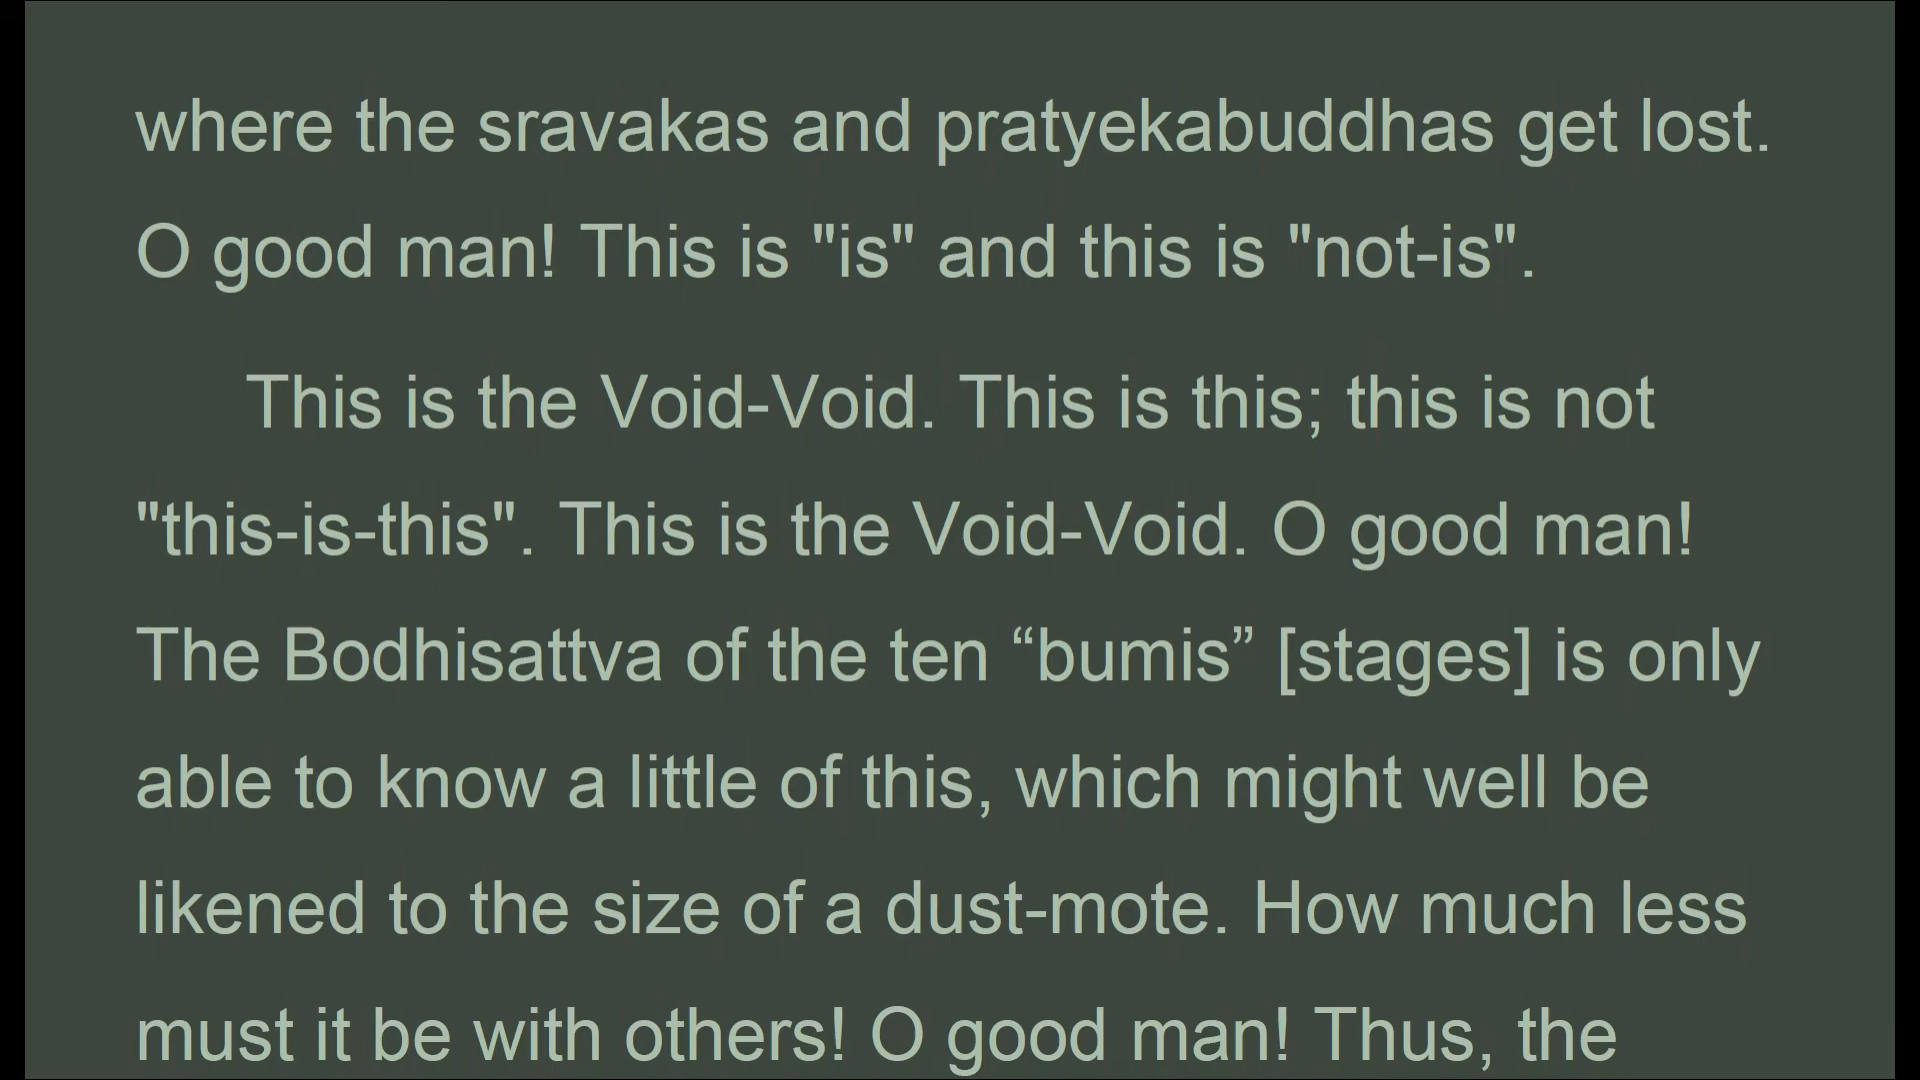 where the sravakas and pratyekabuddhas get lost.
O good man! This is "is" and this is "not-is".
This is the Void-Void. This is this; this is not
"this-is-this". This is the Void-Void. O good man!
The Bodhisattva of the ten “bumis” [stages] is only
able to know a little of this, which might well be
likened to the size of a dust-mote. How much less
must it be with others! O good man! Thus, the